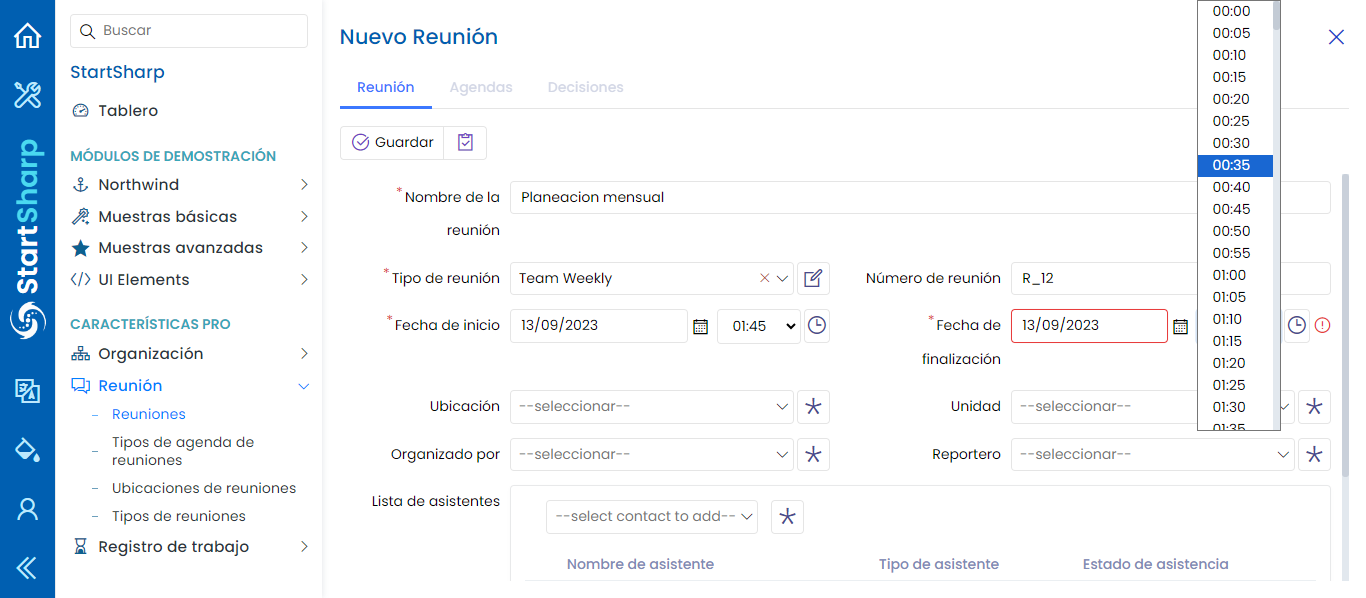 Buscar
StartSharp
Tablero
MÓDULOS DE DEMOSTRACIÓN
Northwind
Muestras básicas
Muestras avanzadas
UI Elements
CARACTERÍSTICAS PRO
Organización
Reunión
Reuniones
Tipos de agenda de
reuniones
Ubicaciones de reuniones
Tipos de reuniones
Registro de trabajo
StartSharp
Nuevo Reunión
Reunión Agendas Decisiones
Guardar
*Nombre de la
reunión
Planeacion mensual
*Tipo de reunión Team Weekly
Número de reunión R_12
*Fecha de inicio 13/09/2023 01:45
*Fecha de
finalización
13/09/2023
Ubicación --seleccionar--
Unidad --seleccionar--
Organizado por --seleccionar--
Reportero --seleccionar--
Lista de asistentes
--select contact to add--
Nombre de asistente Tipo de asistente Estado de asistencia
00:00
00:05
00:10
00:15
00:20
00:25
00:30
00:35
00:40
00:45
00:50
00:55
01:00
01:05
01:10
01:15
01:20
01:25
01:30
01:35